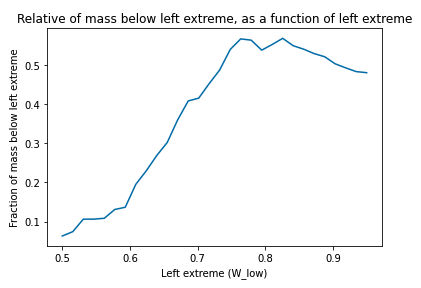 Relative of mass below left extreme, as a function of left extreme
Fraction of mass below left extreme
0.5
0.4
0.3
0.2
0.1
0.5 0.6 0.7 0.8 0.9
Left extreme (W_low)